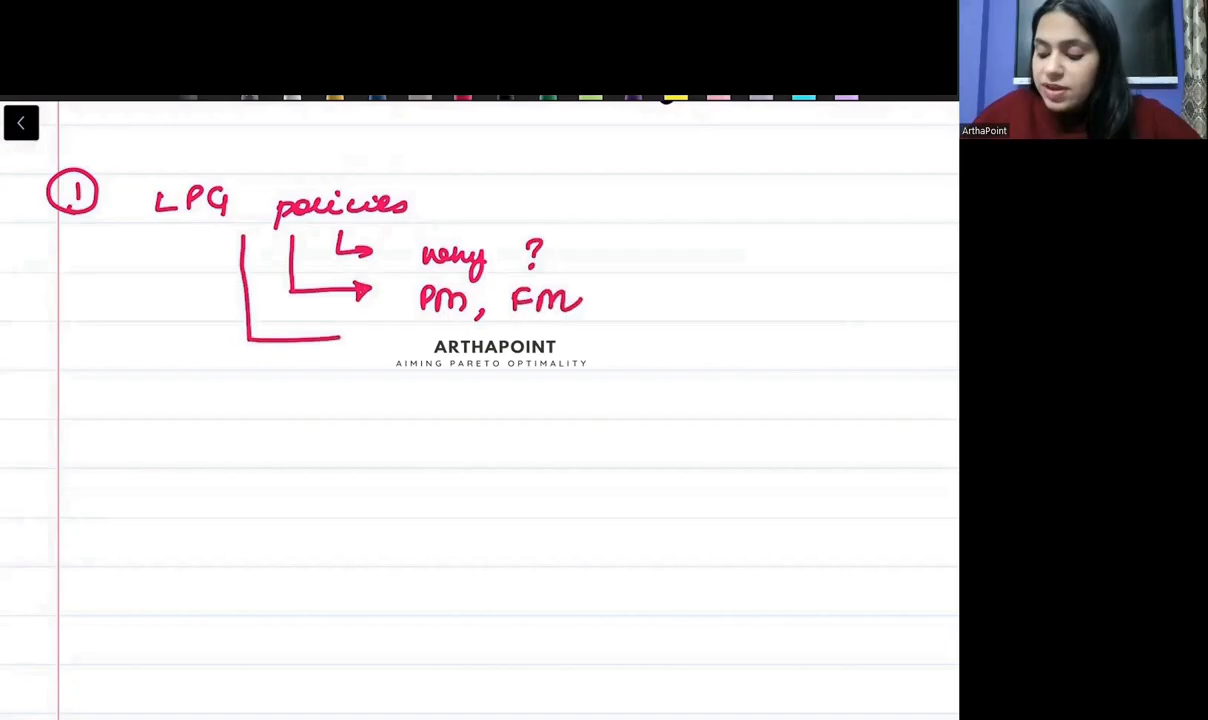 ArthaPoint
1
LPG policies
why ?
PM, FM
ARTHAPOINT
AIMING PARETO OPTIMALITY